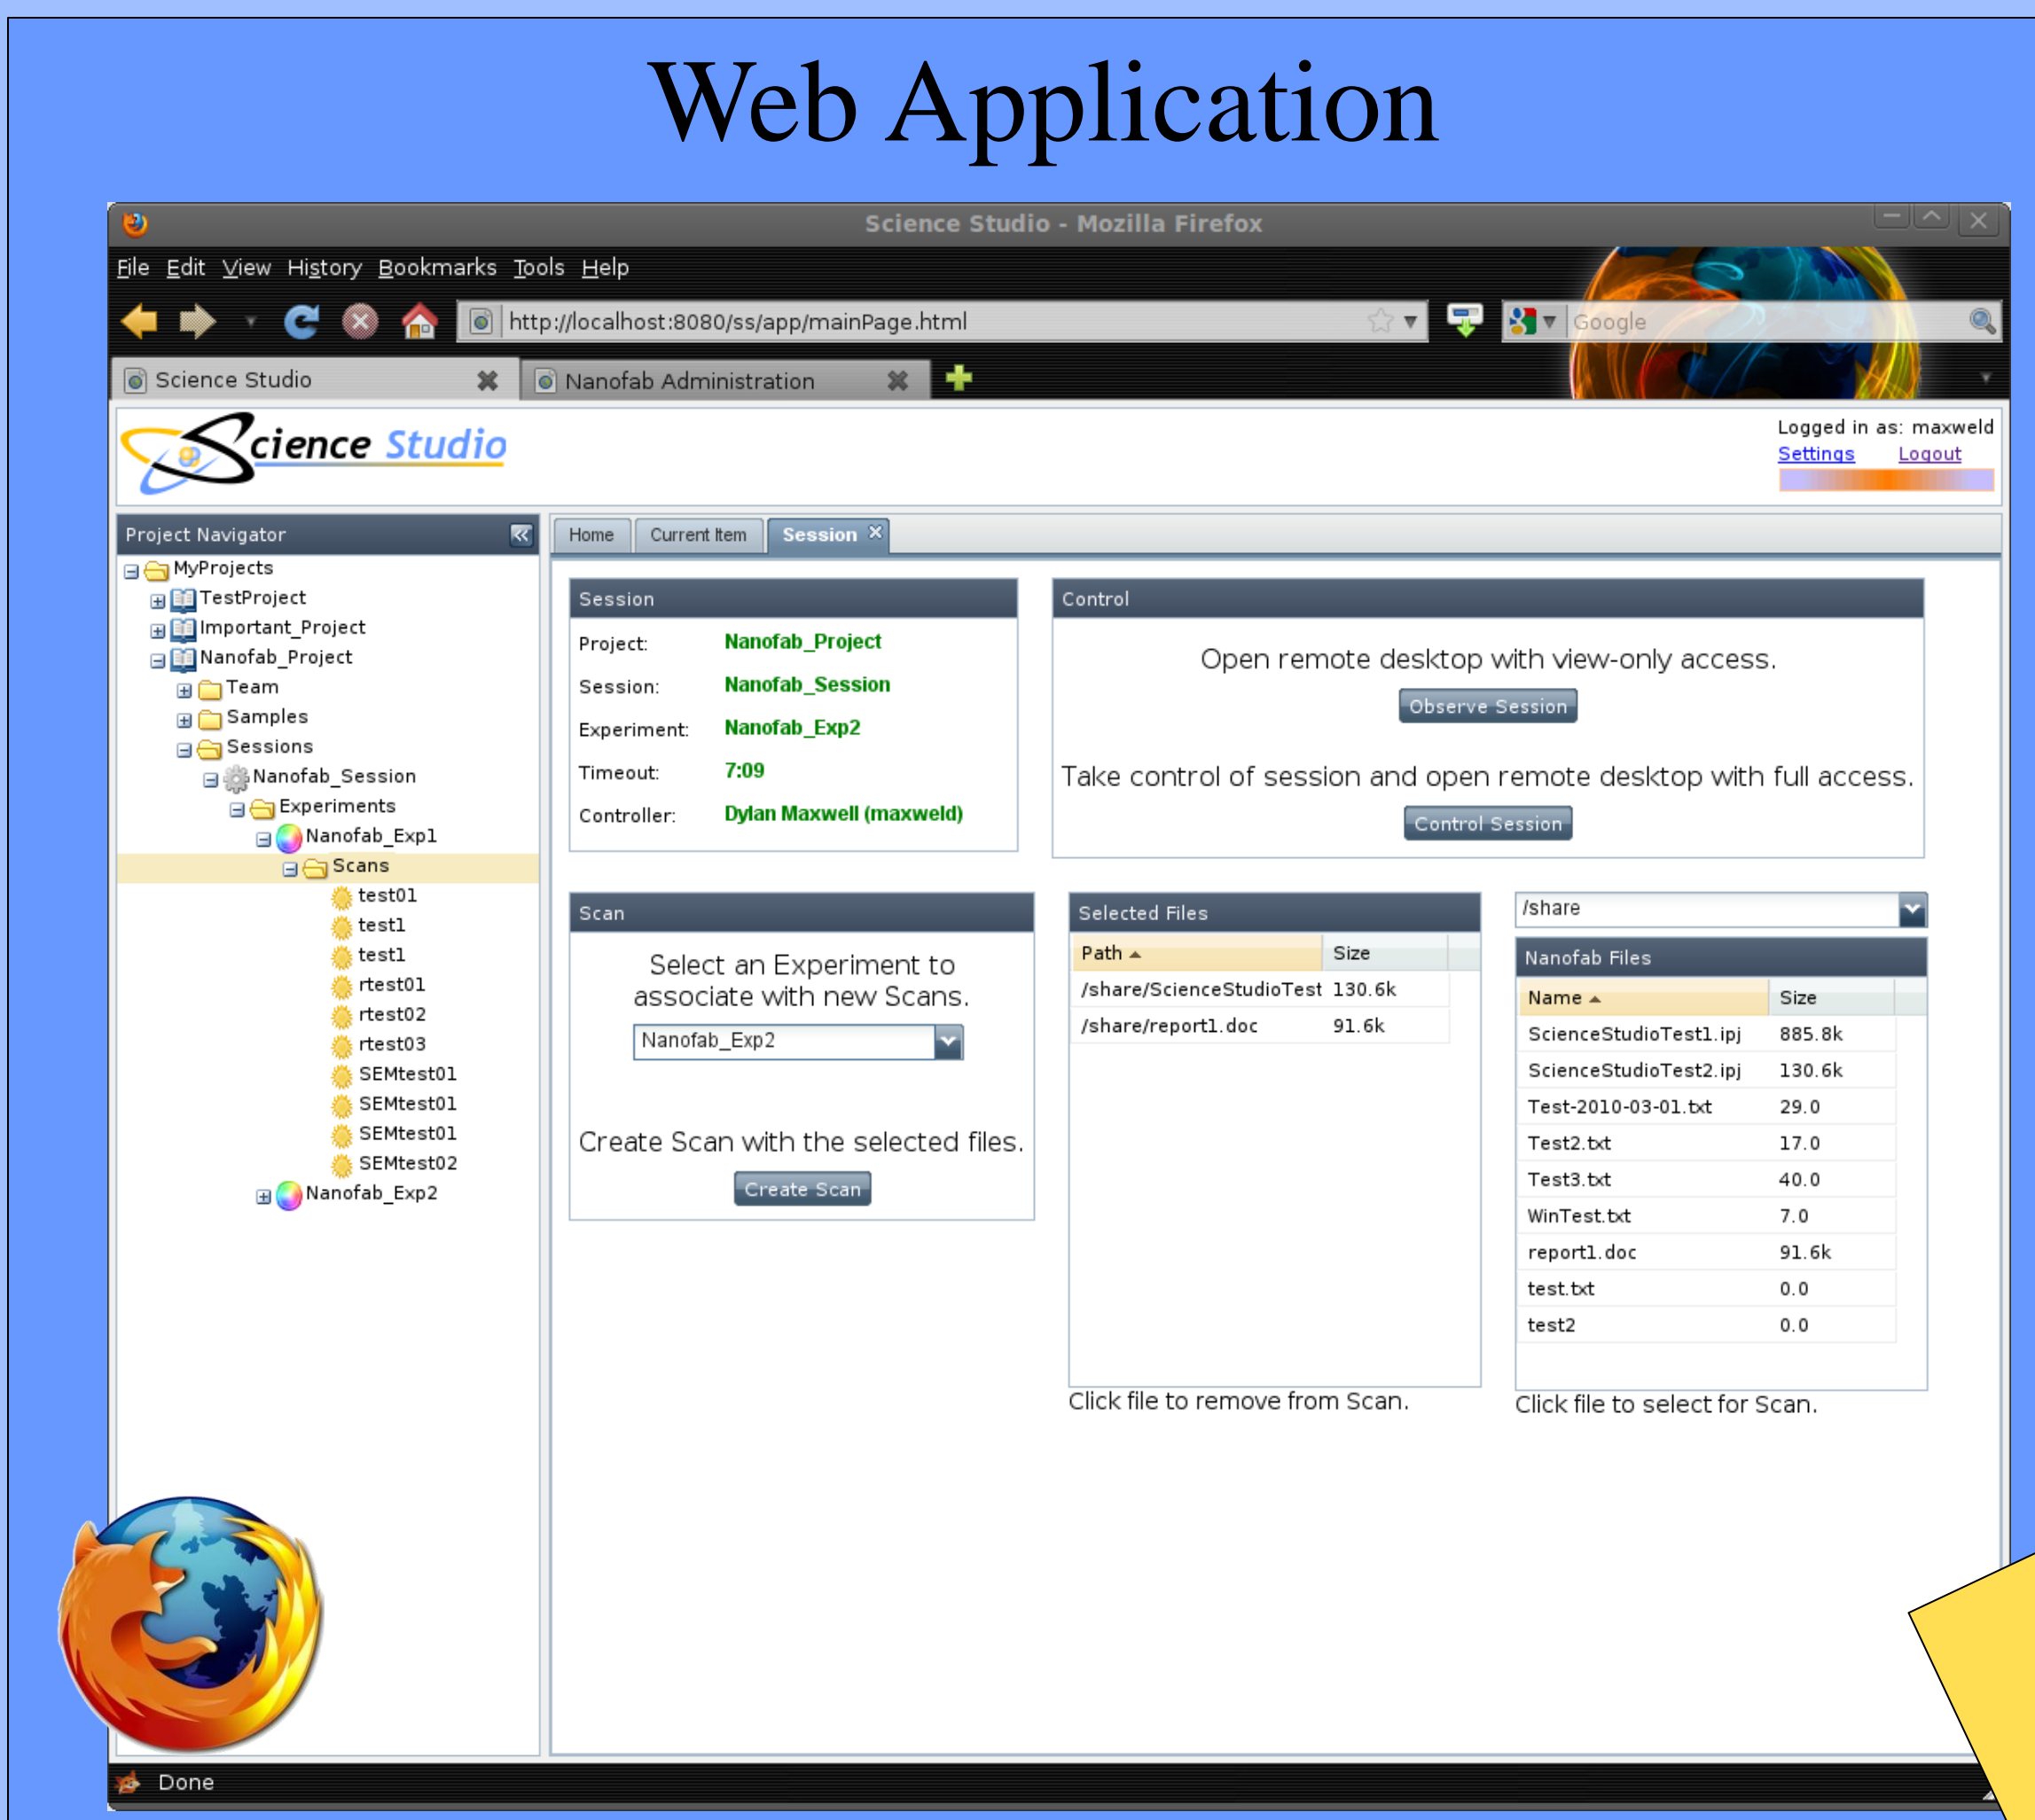 Web Application
Science Studio - Mozilla Firefox
File Edit View History Bookmarks Tools Help
http://localhost:8080/ss/app/mainPage.html
Google
Science Studio
Nanofab Administration
Science Studio
Logged in as: maxweld
Settings Logout
Project Navigator
MyProjects
TestProject
Important_Project
Nanofab_Project
Team
Samples
Sessions
Nanofab_Session
Experiments
Nanofab_Exp1
Scans
test01
test1
test1
rtest01
rtest02
rtest03
SEMtest01
SEMtest01
SEMtest01
SEMtest02
Nanofab_Exp2
Home Current Item Session
Session
Project: Nanofab_Project
Session: Nanofab_Session
Experiment: Nanofab_Exp2
Timeout: 7:09
Controller: Dylan Maxwell (maxweld)
Control
Open remote desktop with view-only access.
Observe Session
Take control of session and open remote desktop with full access.
Control Session
Scan
Select an Experiment to
associate with new Scans.
Nanofab_Exp2
Create Scan with the selected files.
Create Scan
Selected Files
Path Size
/share/ScienceStudioTest 130.6k
/share/report1.doc 91.6k
Click file to remove from Scan.
/share
Nanofab Files
Name Size
ScienceStudioTest1.ipj 885.8k
ScienceStudioTest2.ipj 130.6k
Test-2010-03-01.txt 29.0
Test2.txt 17.0
Test3.txt 40.0
WinTest.txt 7.0
report1.doc 91.6k
test.txt 0.0
test2 0.0
Click file to select for Scan.
Done